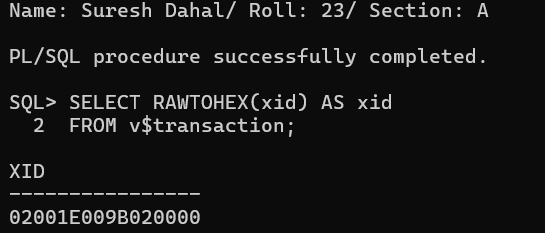 Name: Suresh Dahal/ Roll: 23/ Section: A
PL/SQL procedure successfully completed.
SQL> SELECT RAWTOHEX(xid) AS xid
  2  FROM v$transaction;
XID
----------------
02001E009B020000